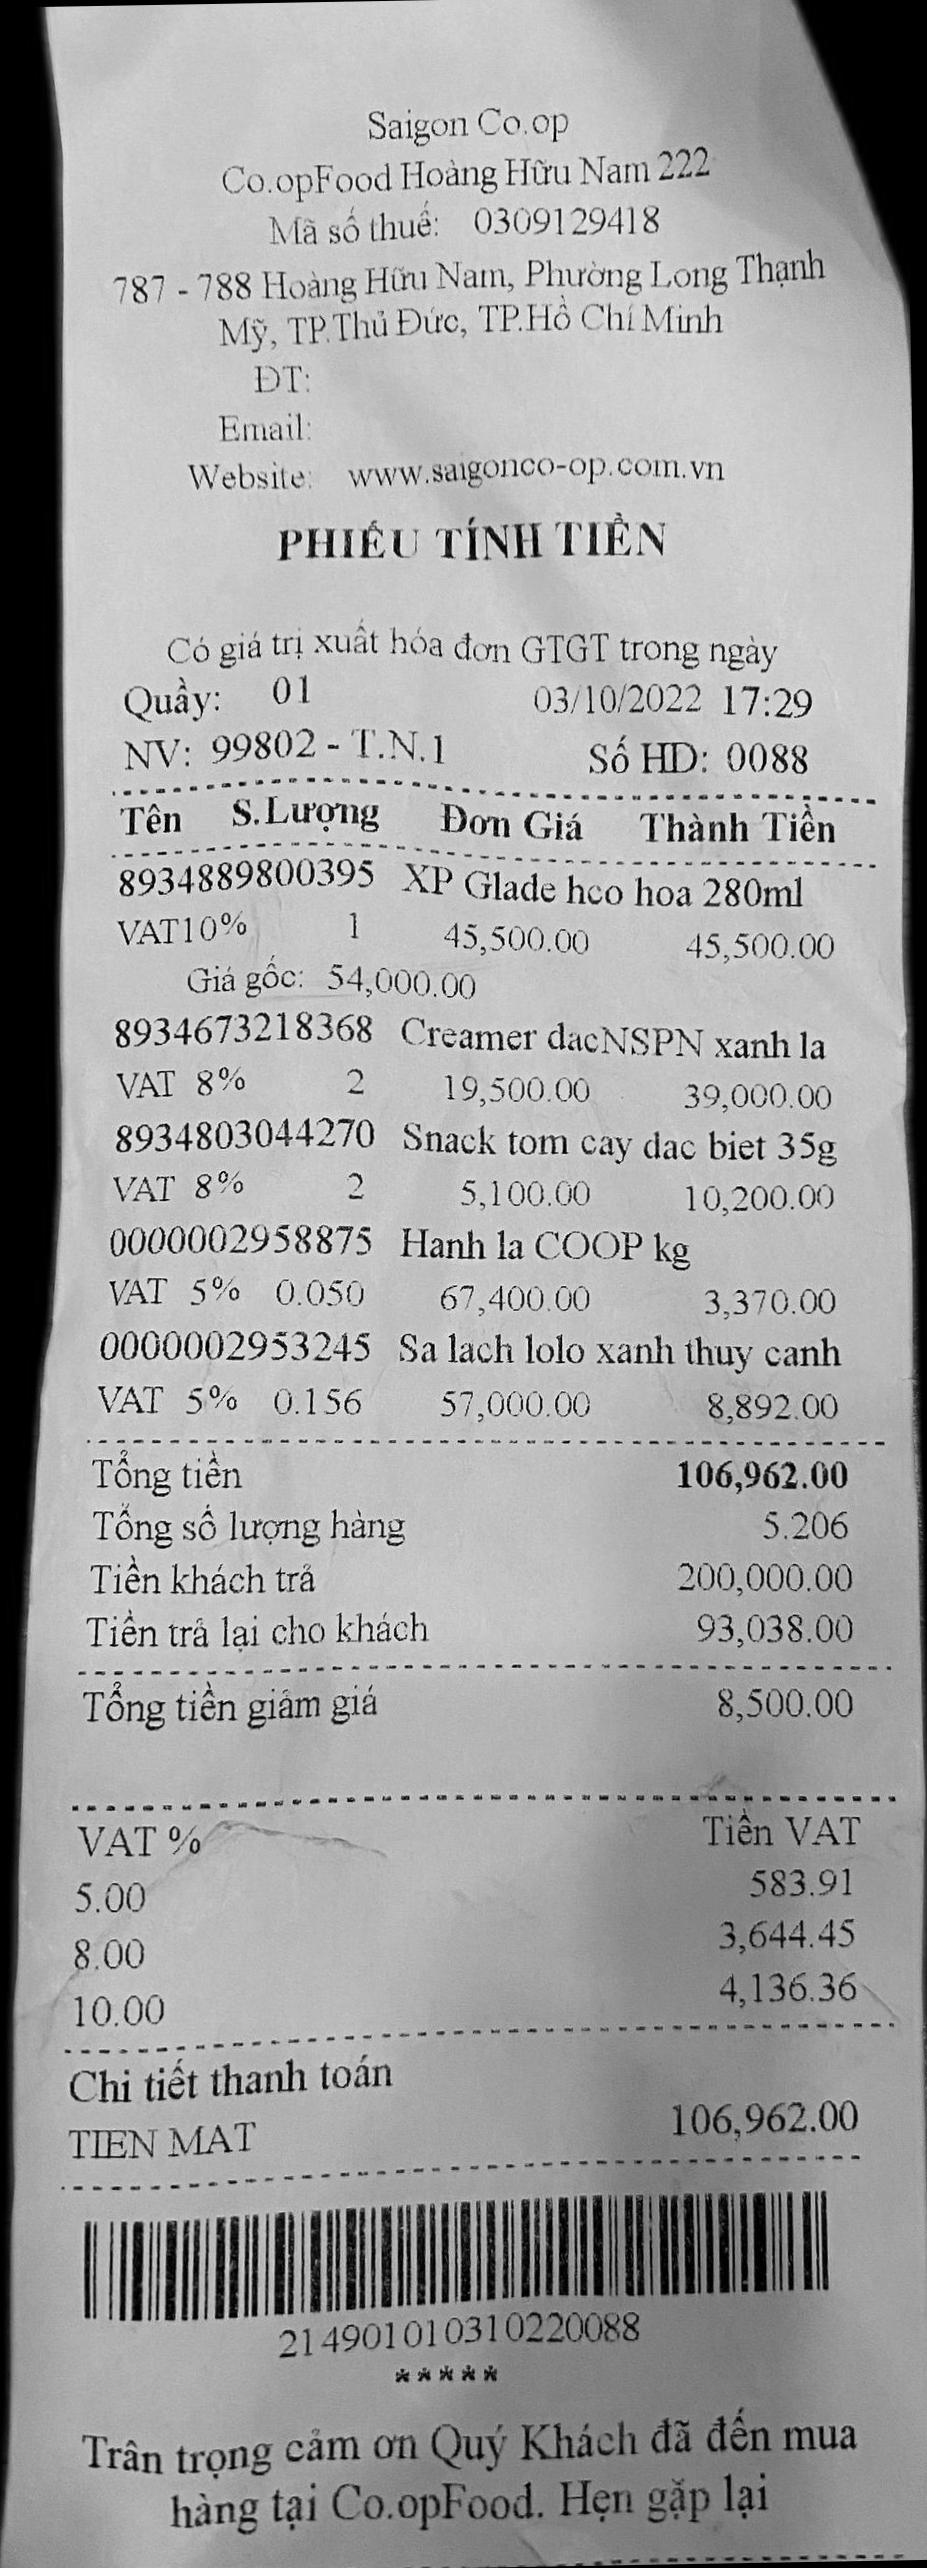 Saigon Co.op
Co.opFood Hoàng Hữu Nam 222
Mã số thuế: 0309129418
787 - 788 Hoàng Hữu Nam, Phường Long Thạnh
Mỹ, TP.Thủ Đức, TP.Hồ Chí Minh
ĐT:
Email:
Website: www.saigonco-op.com.vn
PHIẾU TÍNH TIỀN
Có giá trị xuất hóa đơn GTGT trong ngày
Quầy: 01 03/10/2022 17:29
NV: 99802 - T.N.1 Số HD: 0088
Tên S.Lượng Đơn Giá Thành Tiền
8934889800395 XP Glade hco hoa 280ml
VAT10% 1 45,500.00 45,500.00
Giá gốc: 54,000.00
8934673218368 Creamer dacNSPN xanh la
VAT 8% 2 19,500.00 39,000.00
8934803044270 Snack tom cay dac biet 35g
VAT 8% 2 5,100.00 10,200.00
0000002958875 Hanh la COOP kg
VAT 5% 0.050 67,400.00 3,370.00
0000002953245 Sa lach lolo xanh thuy canh
VAT 5% 0.156 57,000.00 8,892.00
Tổng tiền 106,962.00
Tổng số lượng hàng 5.206
Tiền khách trả 200,000.00
Tiền trả lại cho khách 93,038.00
Tổng tiền giảm giá 8,500.00
VAT % Tiền VAT
5.00 583.91
8.00 3,644.45
10.00 4,136.36
Chi tiết thanh toán
TIEN MAT 106,962.00
214901010310220088
*****
Trân trọng cảm ơn Quý Khách đã đến mua
hàng tại Co.opFood. Hẹn gặp lại